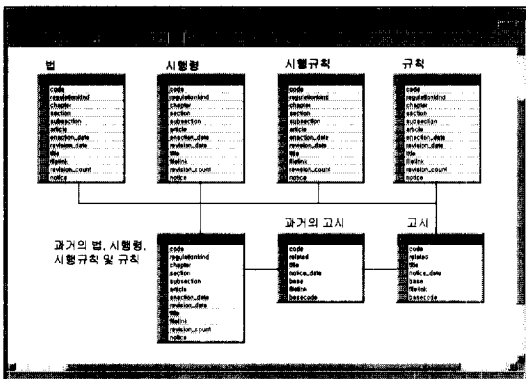 법
code
regulationkind
chapter
section
subsection
article
enaction_date
revision_date
title
filelink
revision_count
notice
시행령
code
regulationkind
chapter
section
subsection
article
enaction_date
revision_date
title
filelink
revision_count
notice
시행규칙
code
regulationkind
chapter
section
subsection
article
enaction_date
revision_date
title
filelink
revision_count
notice
규칙
code
regulationkind
chapter
section
subsection
article
enaction_date
revision_date
title
filelink
revision_count
notice
과거의 법, 시행령,
시행규칙 및 규칙
code
regulationkind
chapter
section
subsection
article
enaction_date
revision_date
title
filelink
revision_count
notice
과거의 고시
code
related
title
notice_date
base
filelink
basecode
고시
code
related
title
notice_date
base
filelink
basecode